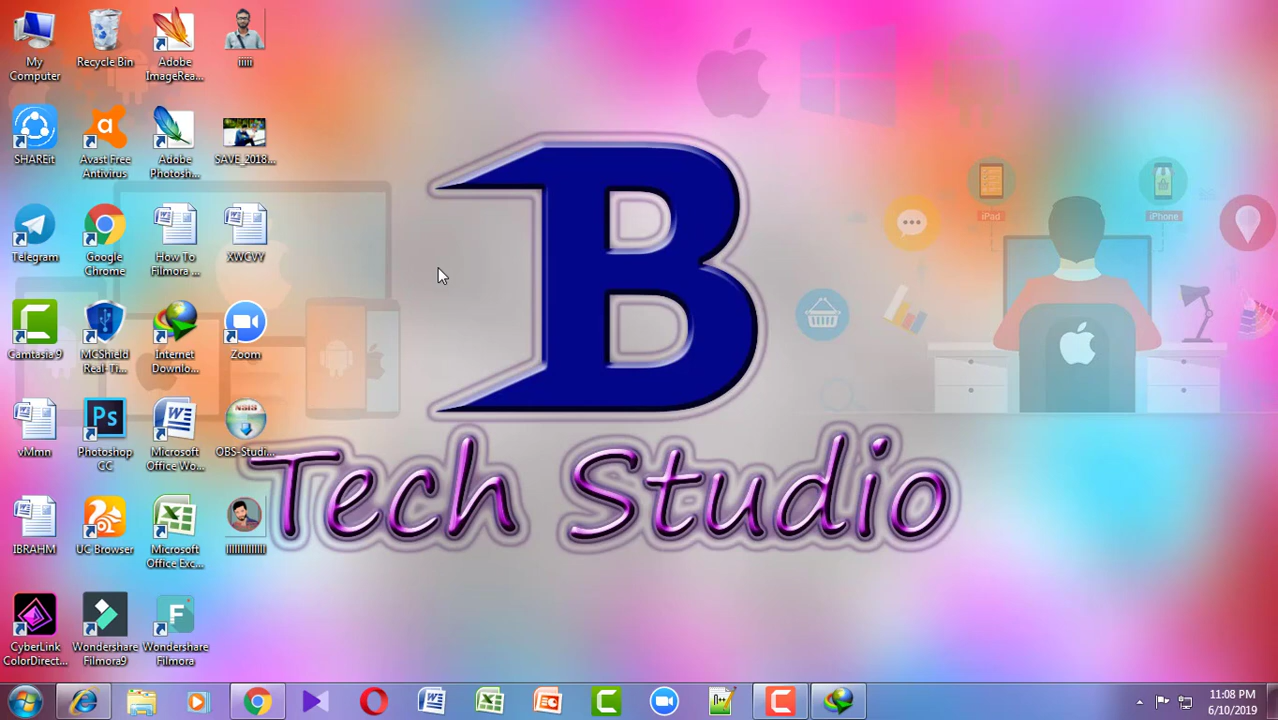 My
Computer
Recycle Bin
Adobe
ImageRea...
iiiii
SHAREit
Avast Free
Antivirus
Adobe
Photosh...
SAVE_2018...
Telegram
Google
Chrome
How To
Filmora ...
XWCVY
Camtasia 9
MCShield
Real-Ti...
Internet
Downlo...
Zoom
vMmn
Photoshop
CC
Microsoft
Office Wo...
OBS-Studi...
IBRAHM
UC Browser
Microsoft
Office Exc...
CyberLink
ColorDirect...
Wondershare
Filmora9
Wondershare
Filmora
B
Tech Studio
iPad
iPhone
11:08 PM
6/10/2019